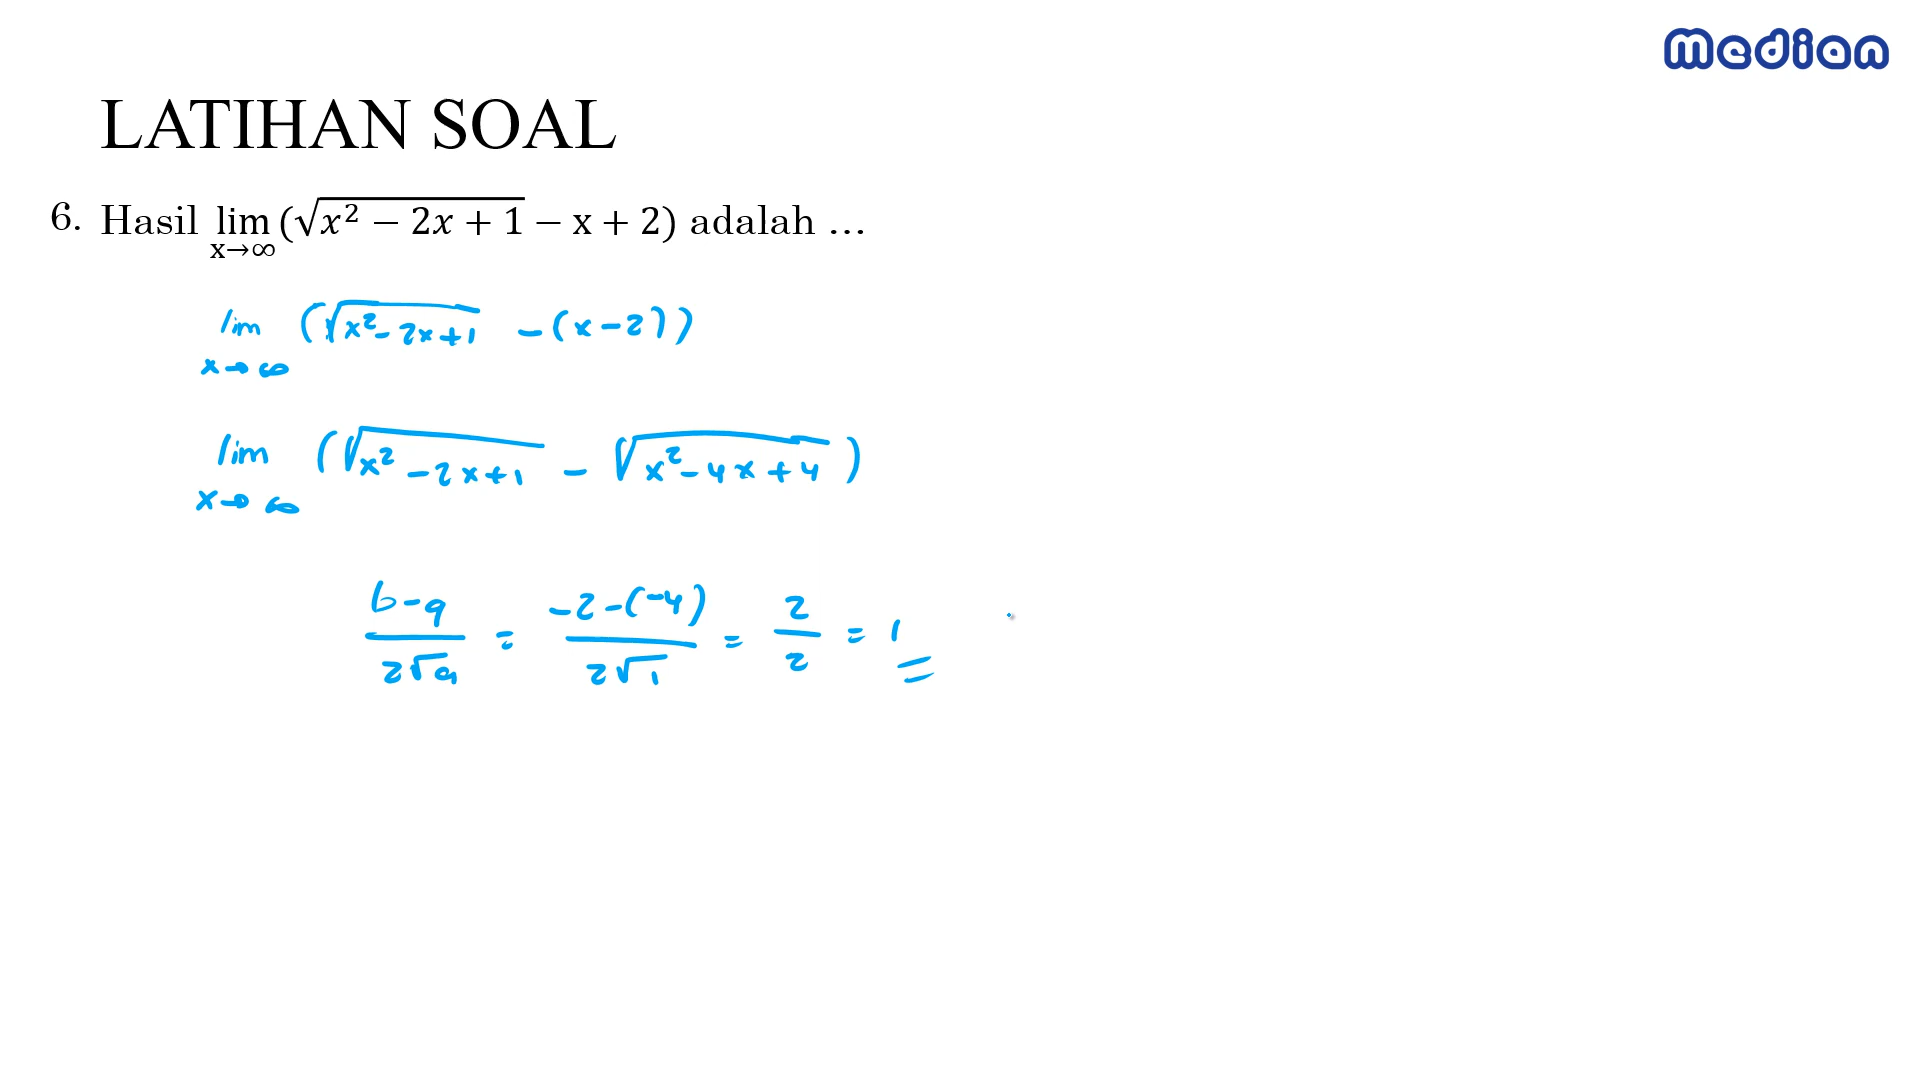 median
LATIHAN SOAL
6. Hasil lim x→∞ (√(x² − 2x + 1) − x + 2) adalah ...
lim x→∞ (√(x² - 2x + 1) - (x - 2))
lim x→∞ (√(x² - 2x + 1) - √(x² - 4x + 4))
b - q / 2√a = -2 - (-4) / 2√1 = 2 / 2 = 1